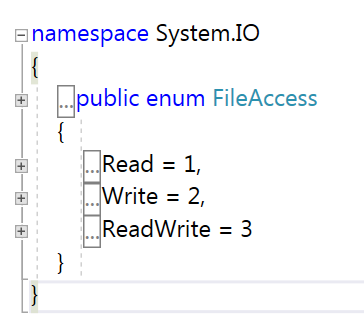 namespace System.IO
{
...public enum FileAccess
{
...Read = 1,
...Write = 2,
...ReadWrite = 3
}
}